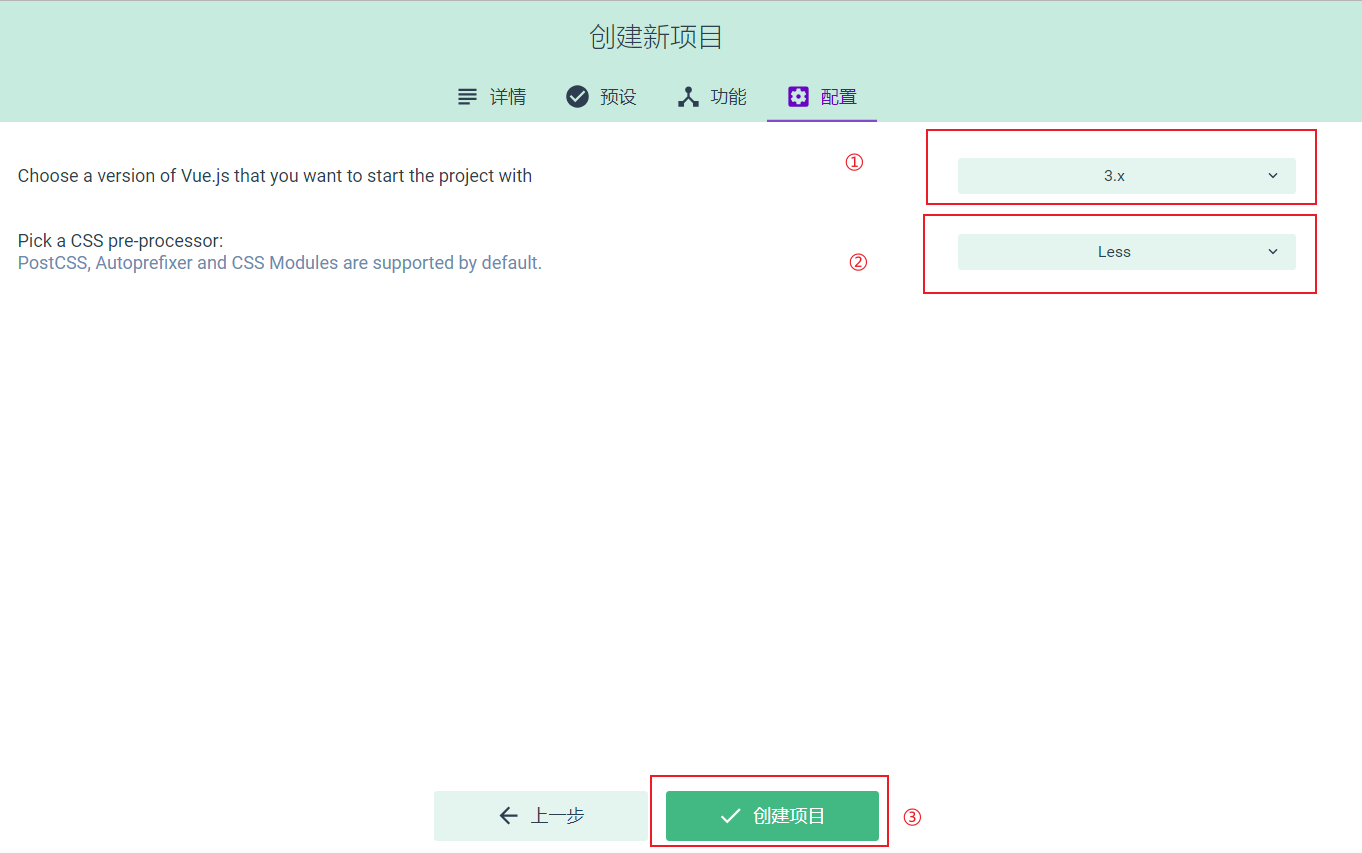 创建新项目
详情 预设 功能 配置
Choose a version of Vue.js that you want to start the project with ① 3.x
Pick a CSS pre-processor:
PostCSS, Autoprefixer and CSS Modules are supported by default. ② Less
上一步 创建项目 ③